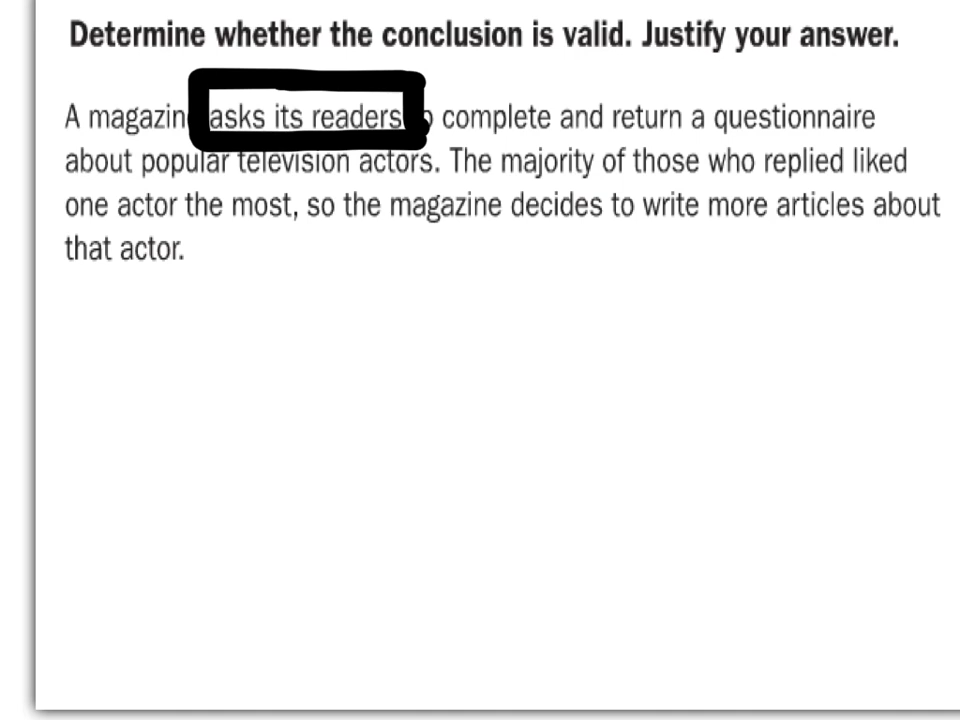 Determine whether the conclusion is valid. Justify your answer.
A magazin asks its readers complete and return a questionnaire
about popular television actors. The majority of those who replied liked
one actor the most, so the magazine decides to write more articles about
that actor.